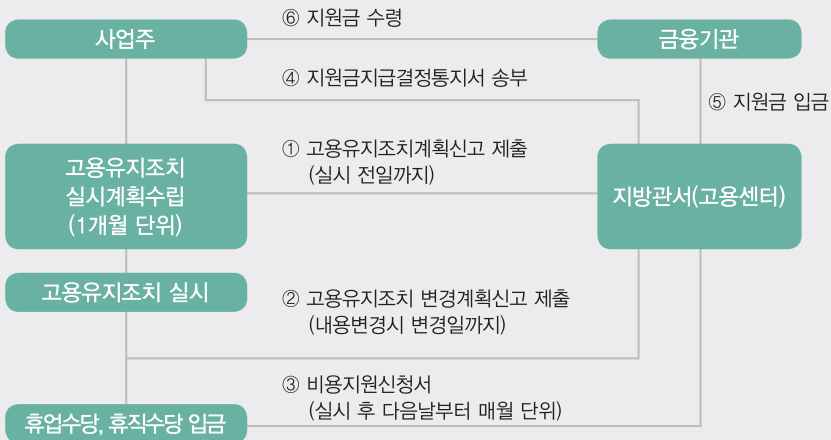 ⑥ 지원금 수령
사업주
금융기관
④ 지원금지급결정통지서 송부
⑤ 지원금 입금
고용유지조치
실시계획수립
(1개월 단위)
① 고용유지조치계획신고 제출
(실시 전일까지)
지방관서(고용센터)
고용유지조치 실시
② 고용유지조치 변경계획신고 제출
(내용변경시 변경일까지)
③ 비용지원신청서
(실시 후 다음날부터 매월 단위)
휴업수당, 휴직수당 입금